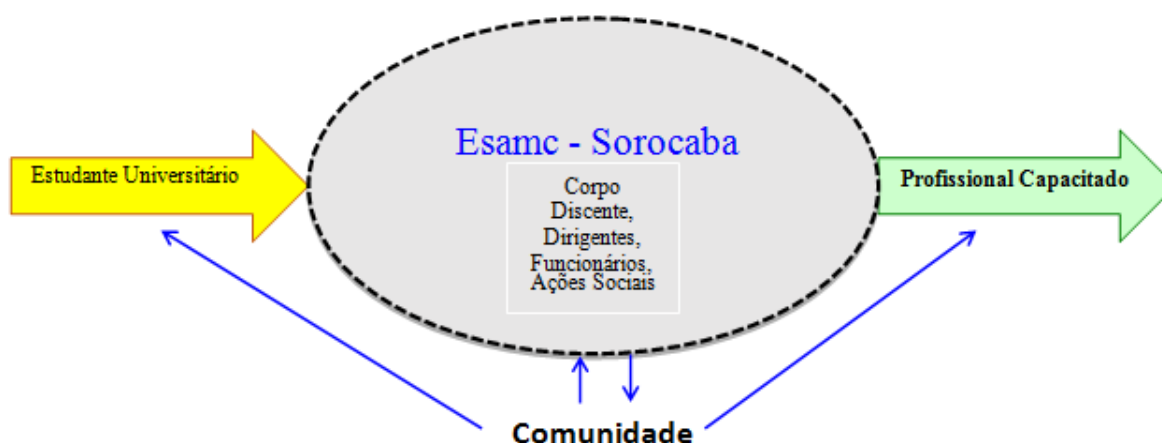 Esamc - Sorocaba
Estudante Universitário
Corpo
Discente,
Dirigentes,
Funcionários,
Ações Sociais
Profissional Capacitado
Comunidade